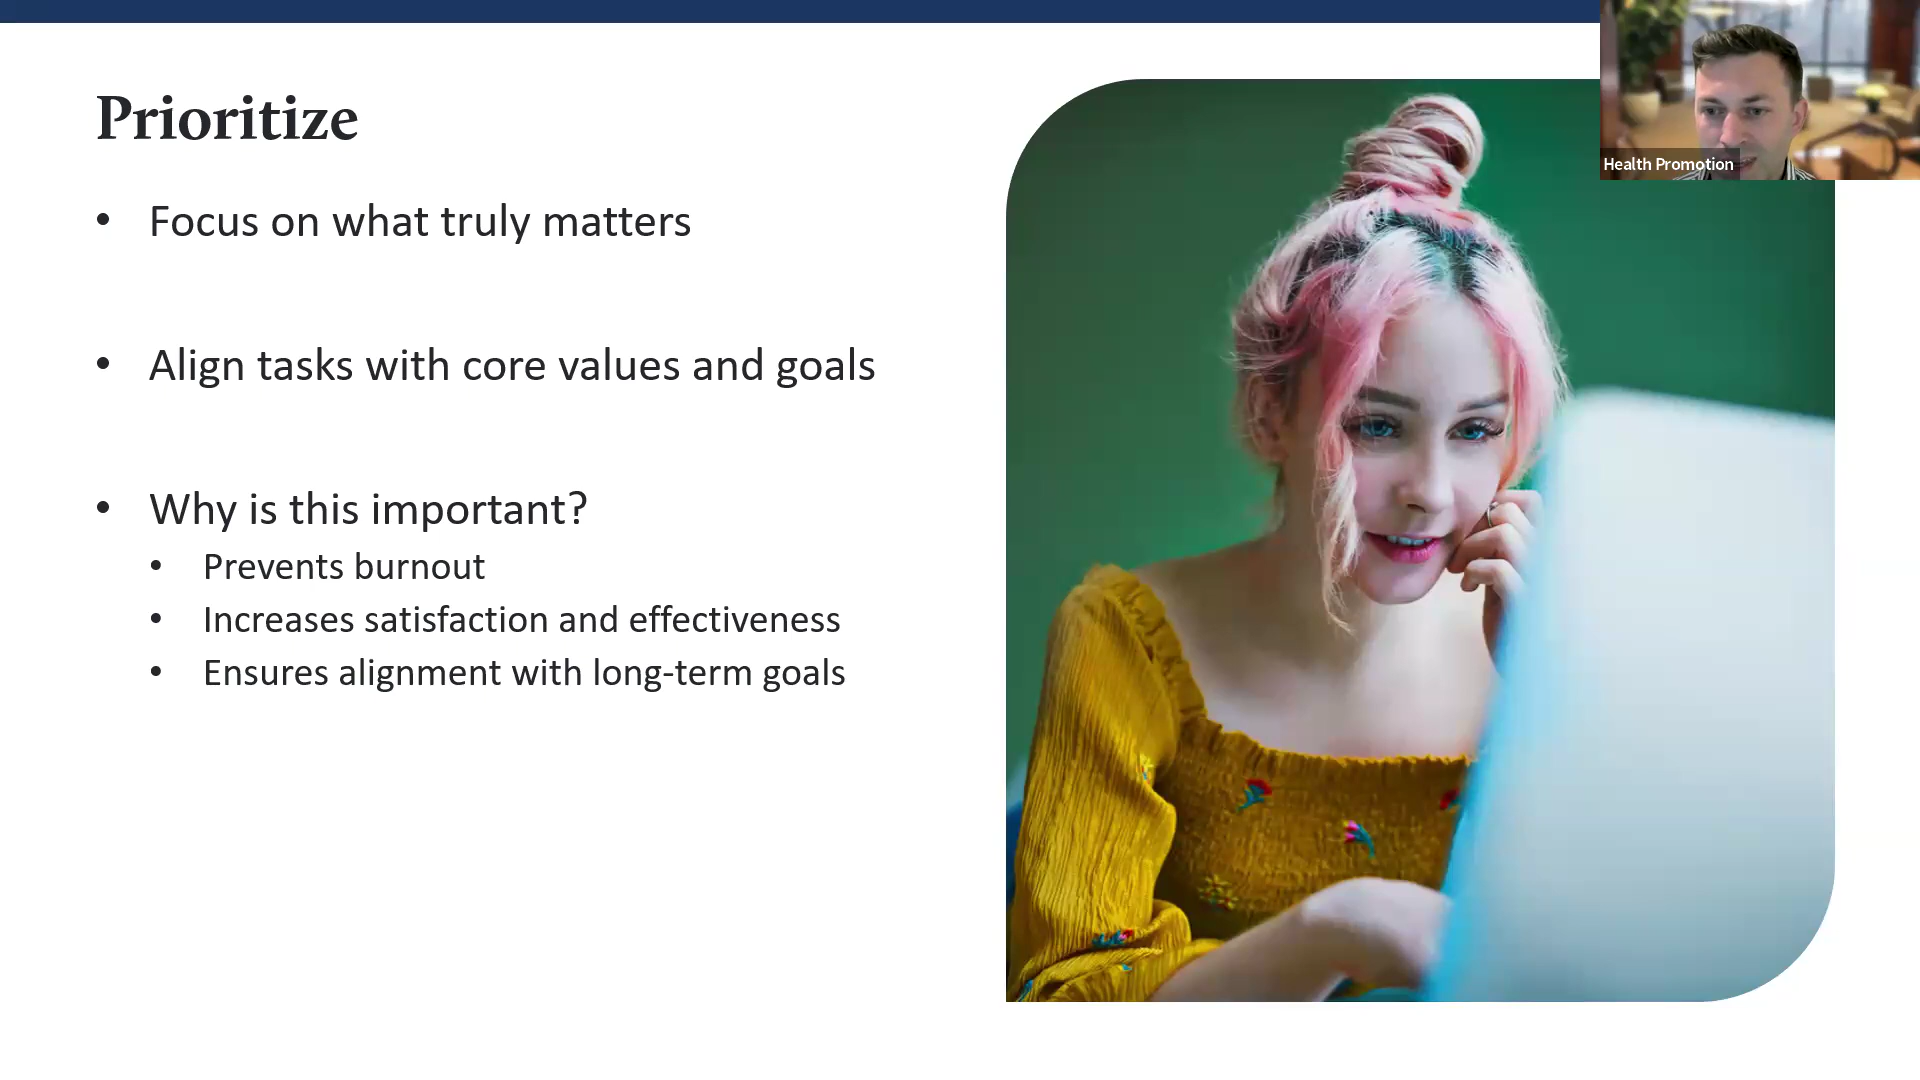 Prioritize
• Focus on what truly matters
• Align tasks with core values and goals
• Why is this important?
• Prevents burnout
• Increases satisfaction and effectiveness
• Ensures alignment with long-term goals
Health Promotion